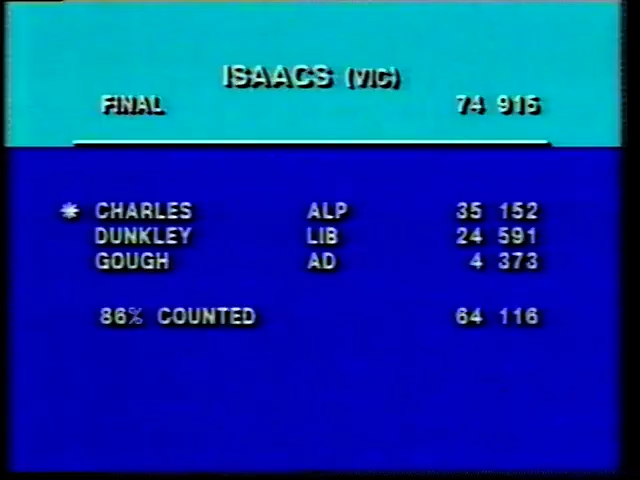 ISAACS (VIC)
FINAL 74 915
* CHARLES ALP 35 152
DUNKLEY LIB 24 591
GOUGH AD 4 373
86% COUNTED 64 116